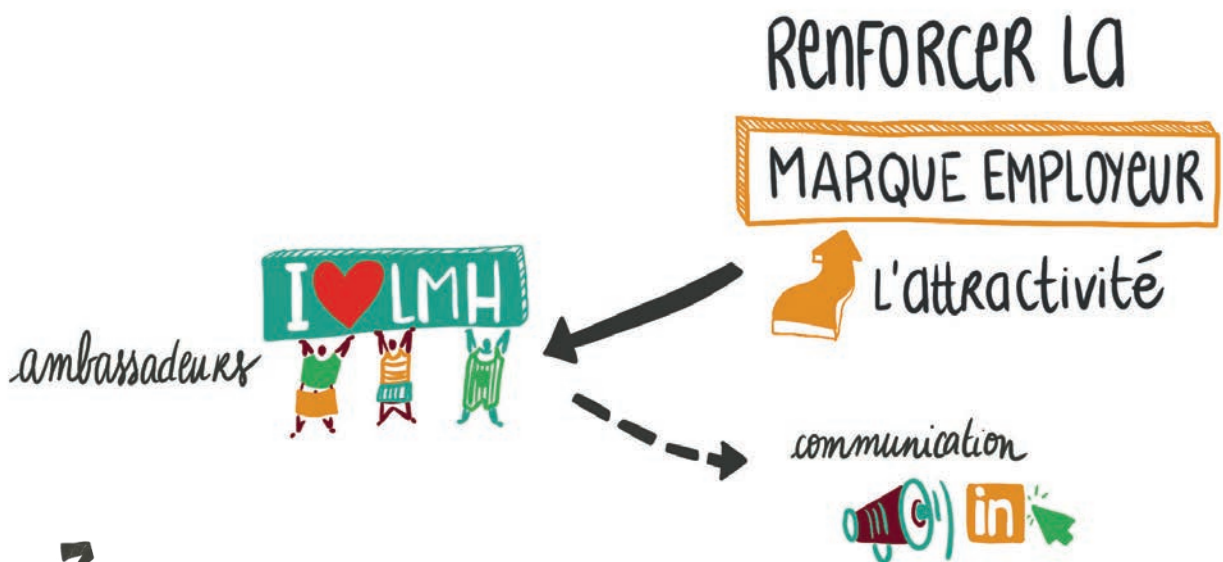 Renforcer la
MARQUE EMPLOYEUR
L'attractivité
I ❤ LMH
ambassadeurs
communication
in